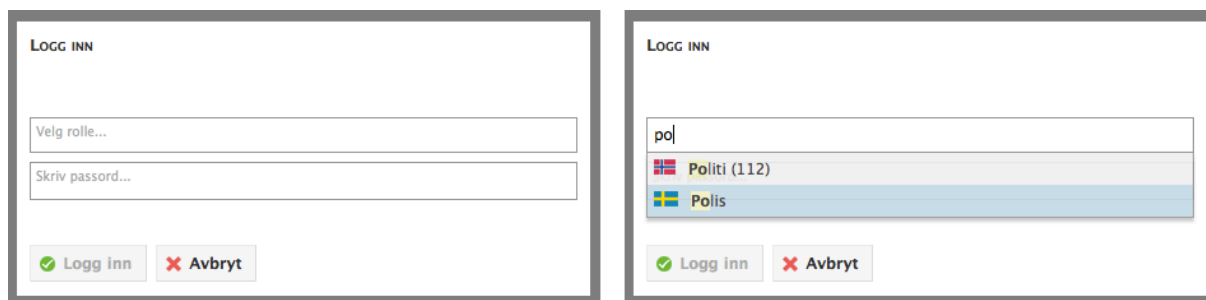 Logg inn
Velg rolle...
Skriv passord...
Logg inn
Avbryt
Logg inn
po
Politi (112)
Polis
Logg inn
Avbryt